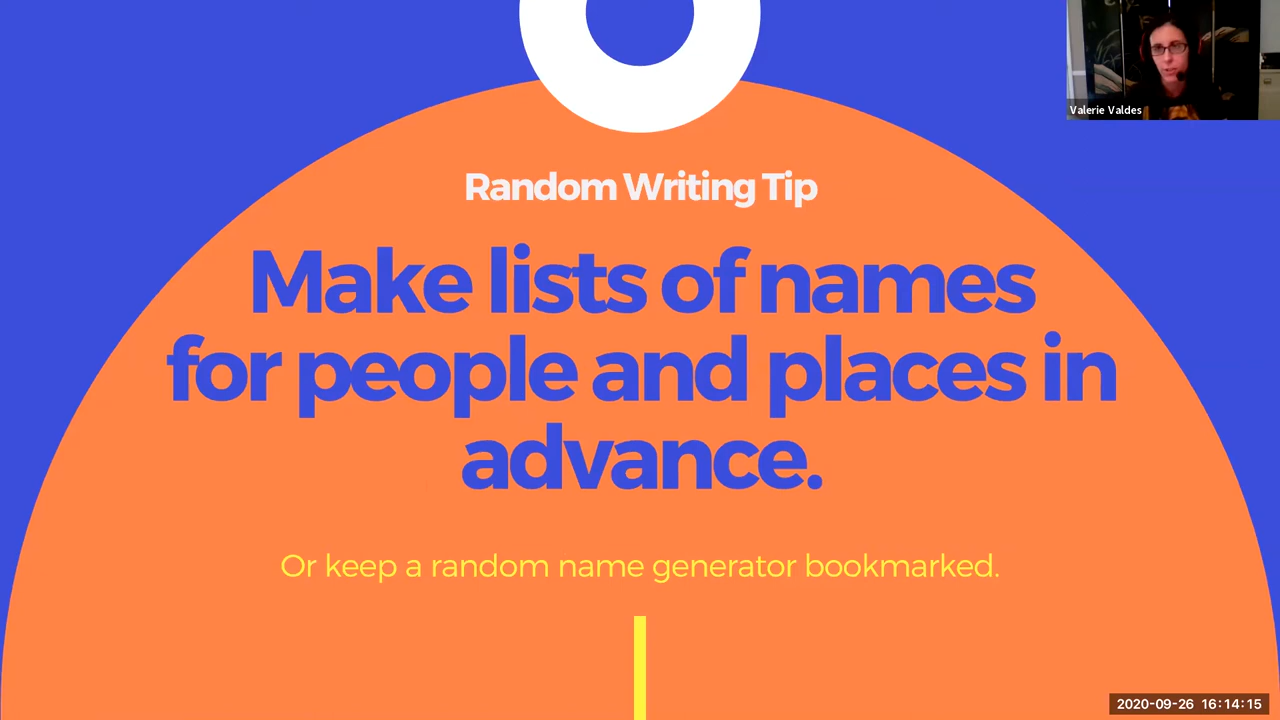 Valerie Valdes
Random Writing Tip
Make lists of names
for people and places in
advance.
Or keep a random name generator bookmarked.
2020-09-26 16:14:15